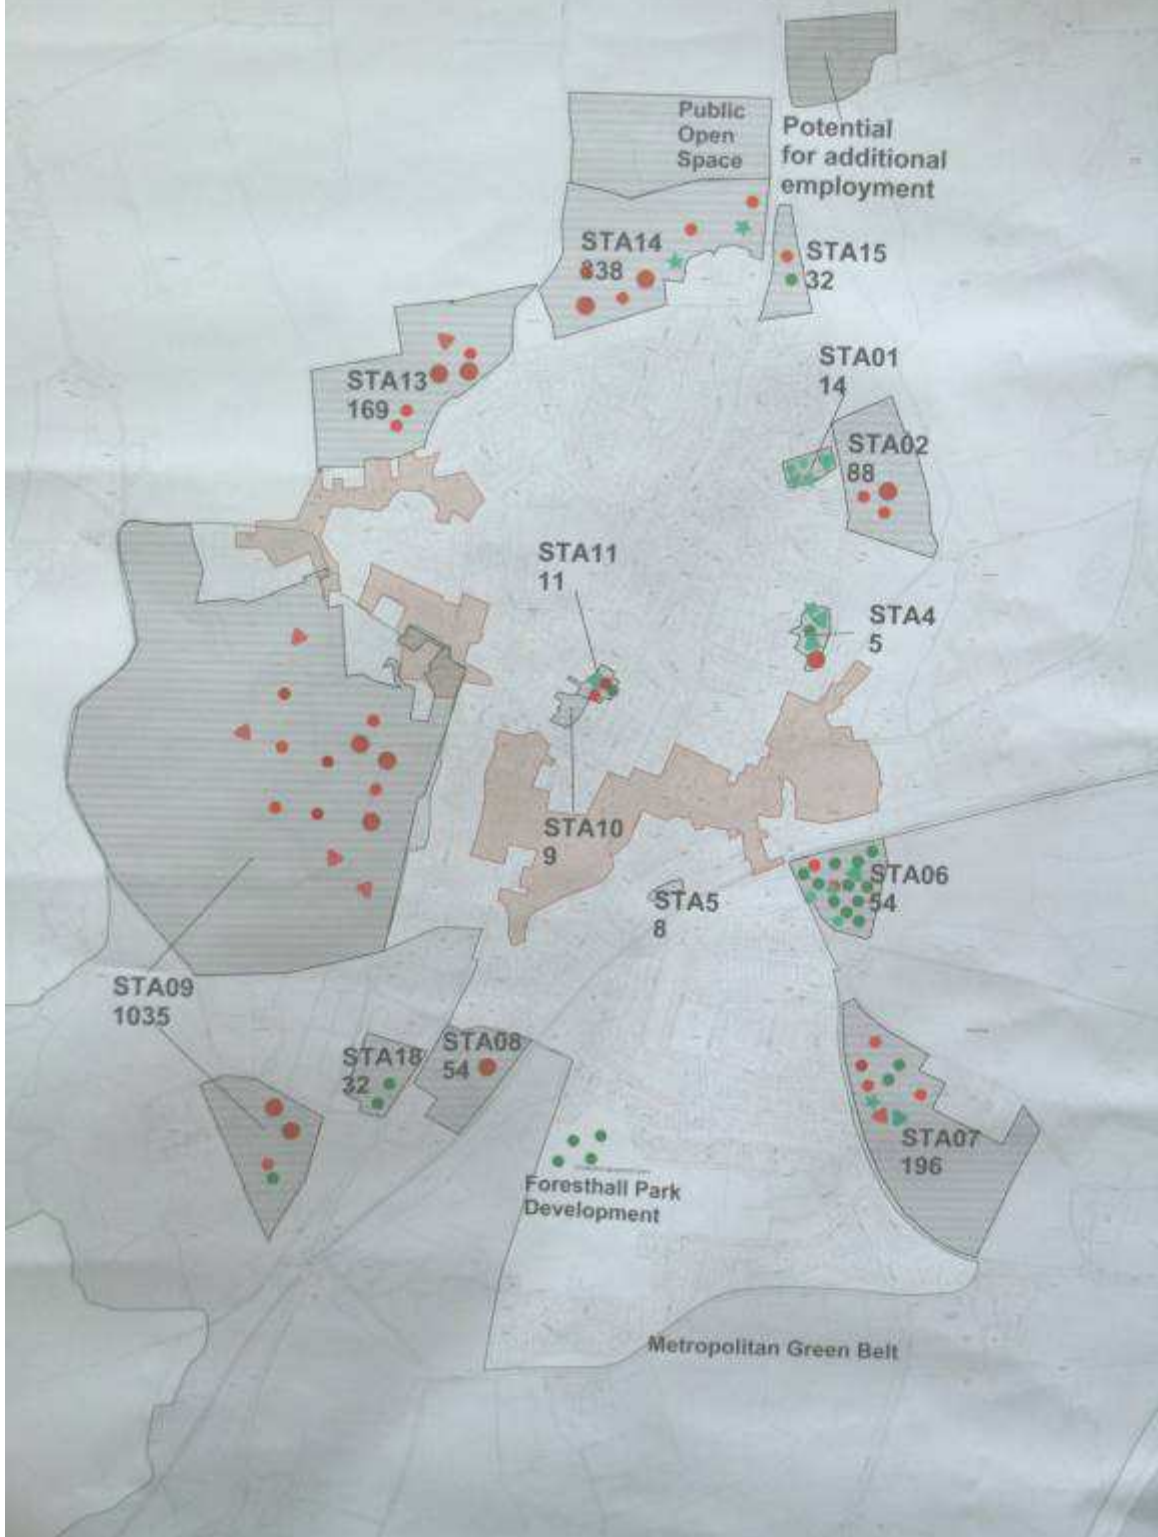 Public
Open
Space
Potential
for additional
employment
STA14
838
STA15
32
STA01
14
STA13
169
STA02
88
STA11
11
STA4
5
STA10
9
STA06
54
STA5
8
STA09
1035
STA18
32
STA08
54
STA07
196
Foresthall Park
Development
Metropolitan Green Belt